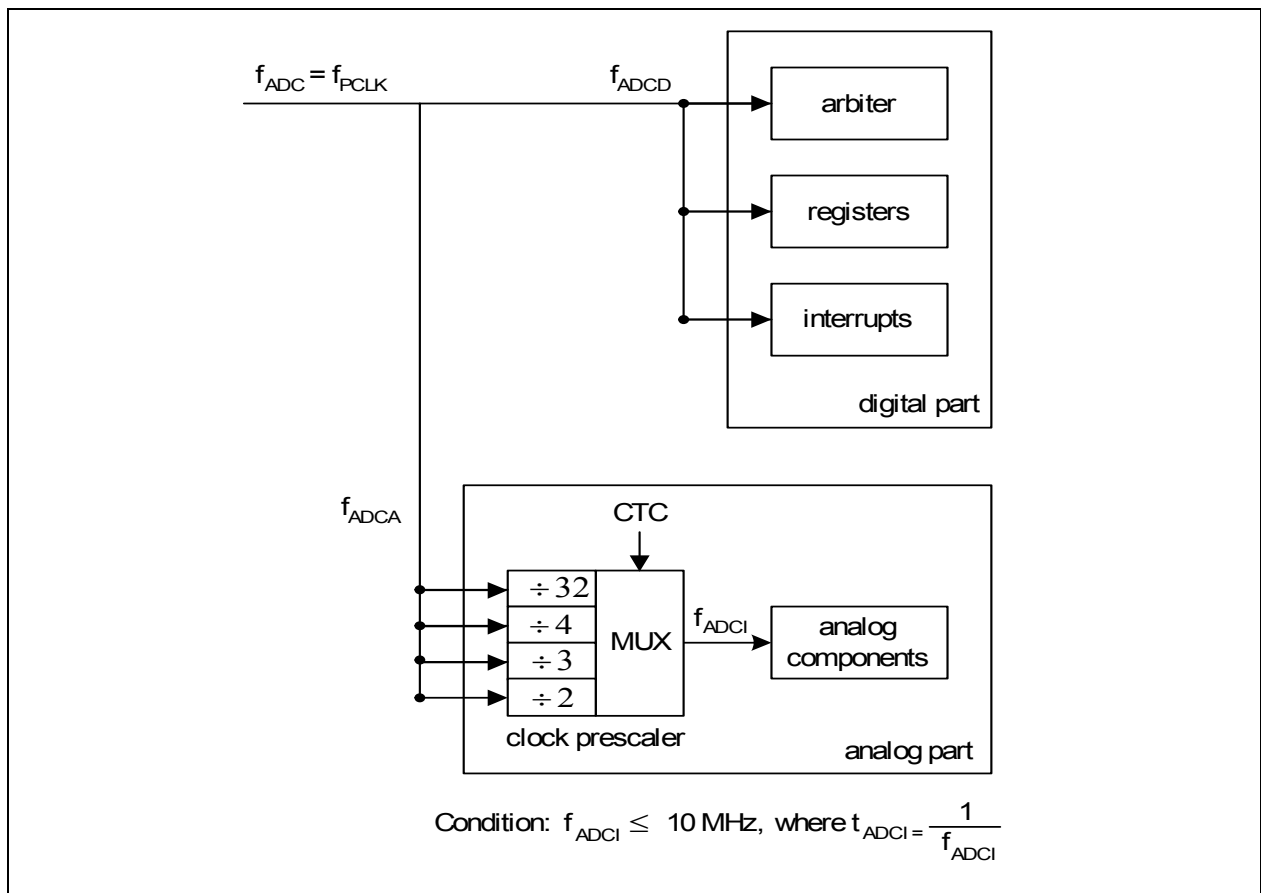 f_ADC = f_PCLK
f_ADCD
arbiter
registers
interrupts
digital part
f_ADCA
CTC
÷ 32
÷ 4
÷ 3
÷ 2
MUX
f_ADCI
analog
components
clock prescaler
analog part
Condition: f_ADCI ≤ 10 MHz, where t_ADCI = 1 / f_ADCI